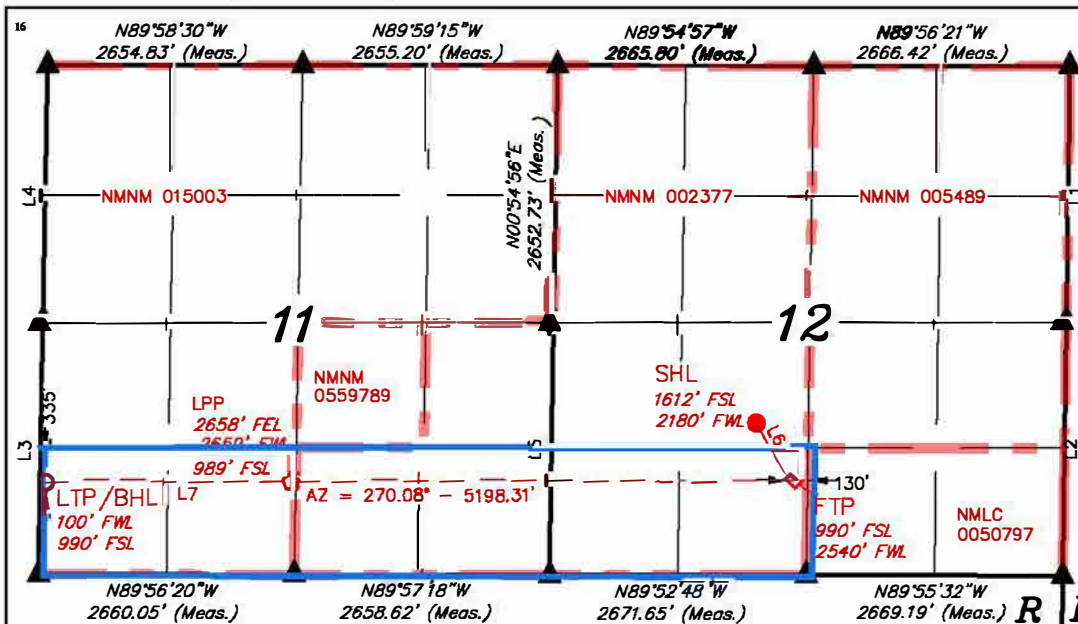 16
N89°58'30"W
2654.83' (Meas.)
N89°59'15"W
2655.20' (Meas.)
N89°54'57"W
2665.80' (Meas.)
N89°56'21"W
2666.42' (Meas.)
L4
NMNM 015003
N00°54'56"E
2652.73' (Meas.)
NMNM 002377
NMNM 005489
L1
11
12
L3
335'
LPP
2658' FEL
989' FSL
NMNM
0559789
L5
SHL
1612' FSL
2180' FWL
L6
L2
LTP/BHL
100' FWL
990' FSL
L7
AZ = 270.08° - 5198.31'
130'
FTP
990' FSL
2540' FWL
NMLC
0050797
N89°56'20"W
2660.05' (Meas.)
N89°57'18"W
2658.62' (Meas.)
N89°52'48"W
2671.65' (Meas.)
N89°55'32"W
2669.19' (Meas.)
R